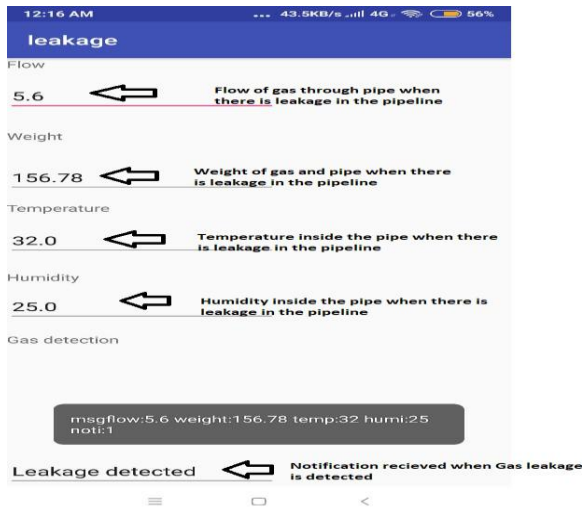 12:16 AM ... 43.5KB/s 4G 56%
leakage
Flow
5.6
Flow of gas through pipe when
there is leakage in the pipeline
Weight
156.78
Weight of gas and pipe when there
is leakage in the pipeline
Temperature
32.0
Temperature inside the pipe when there
is leakage in the pipeline
Humidity
25.0
Humidity inside the pipe when there is
leakage in the pipeline
Gas detection
msgflow:5.6 weight:156.78 temp:32 humi:25
noti:1
Leakage detected
Notification recieved when Gas leakage
is detected